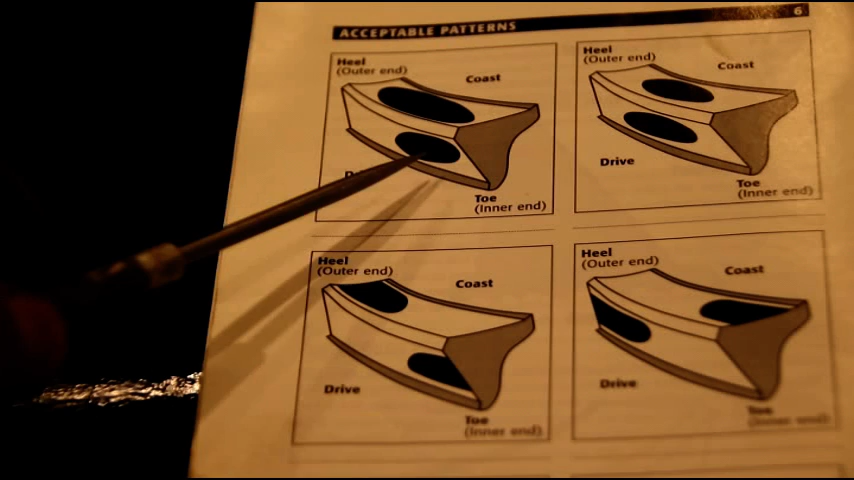 ACCEPTABLE PATTERNS
6
Heel
(Outer end)
Coast
Toe
(Inner end)
Heel
(Outer end)
Coast
Drive
Toe
(Inner end)
Heel
(Outer end)
Coast
Drive
Toe
(Inner end)
Heel
(Outer end)
Coast
Drive
Toe
(Inner end)